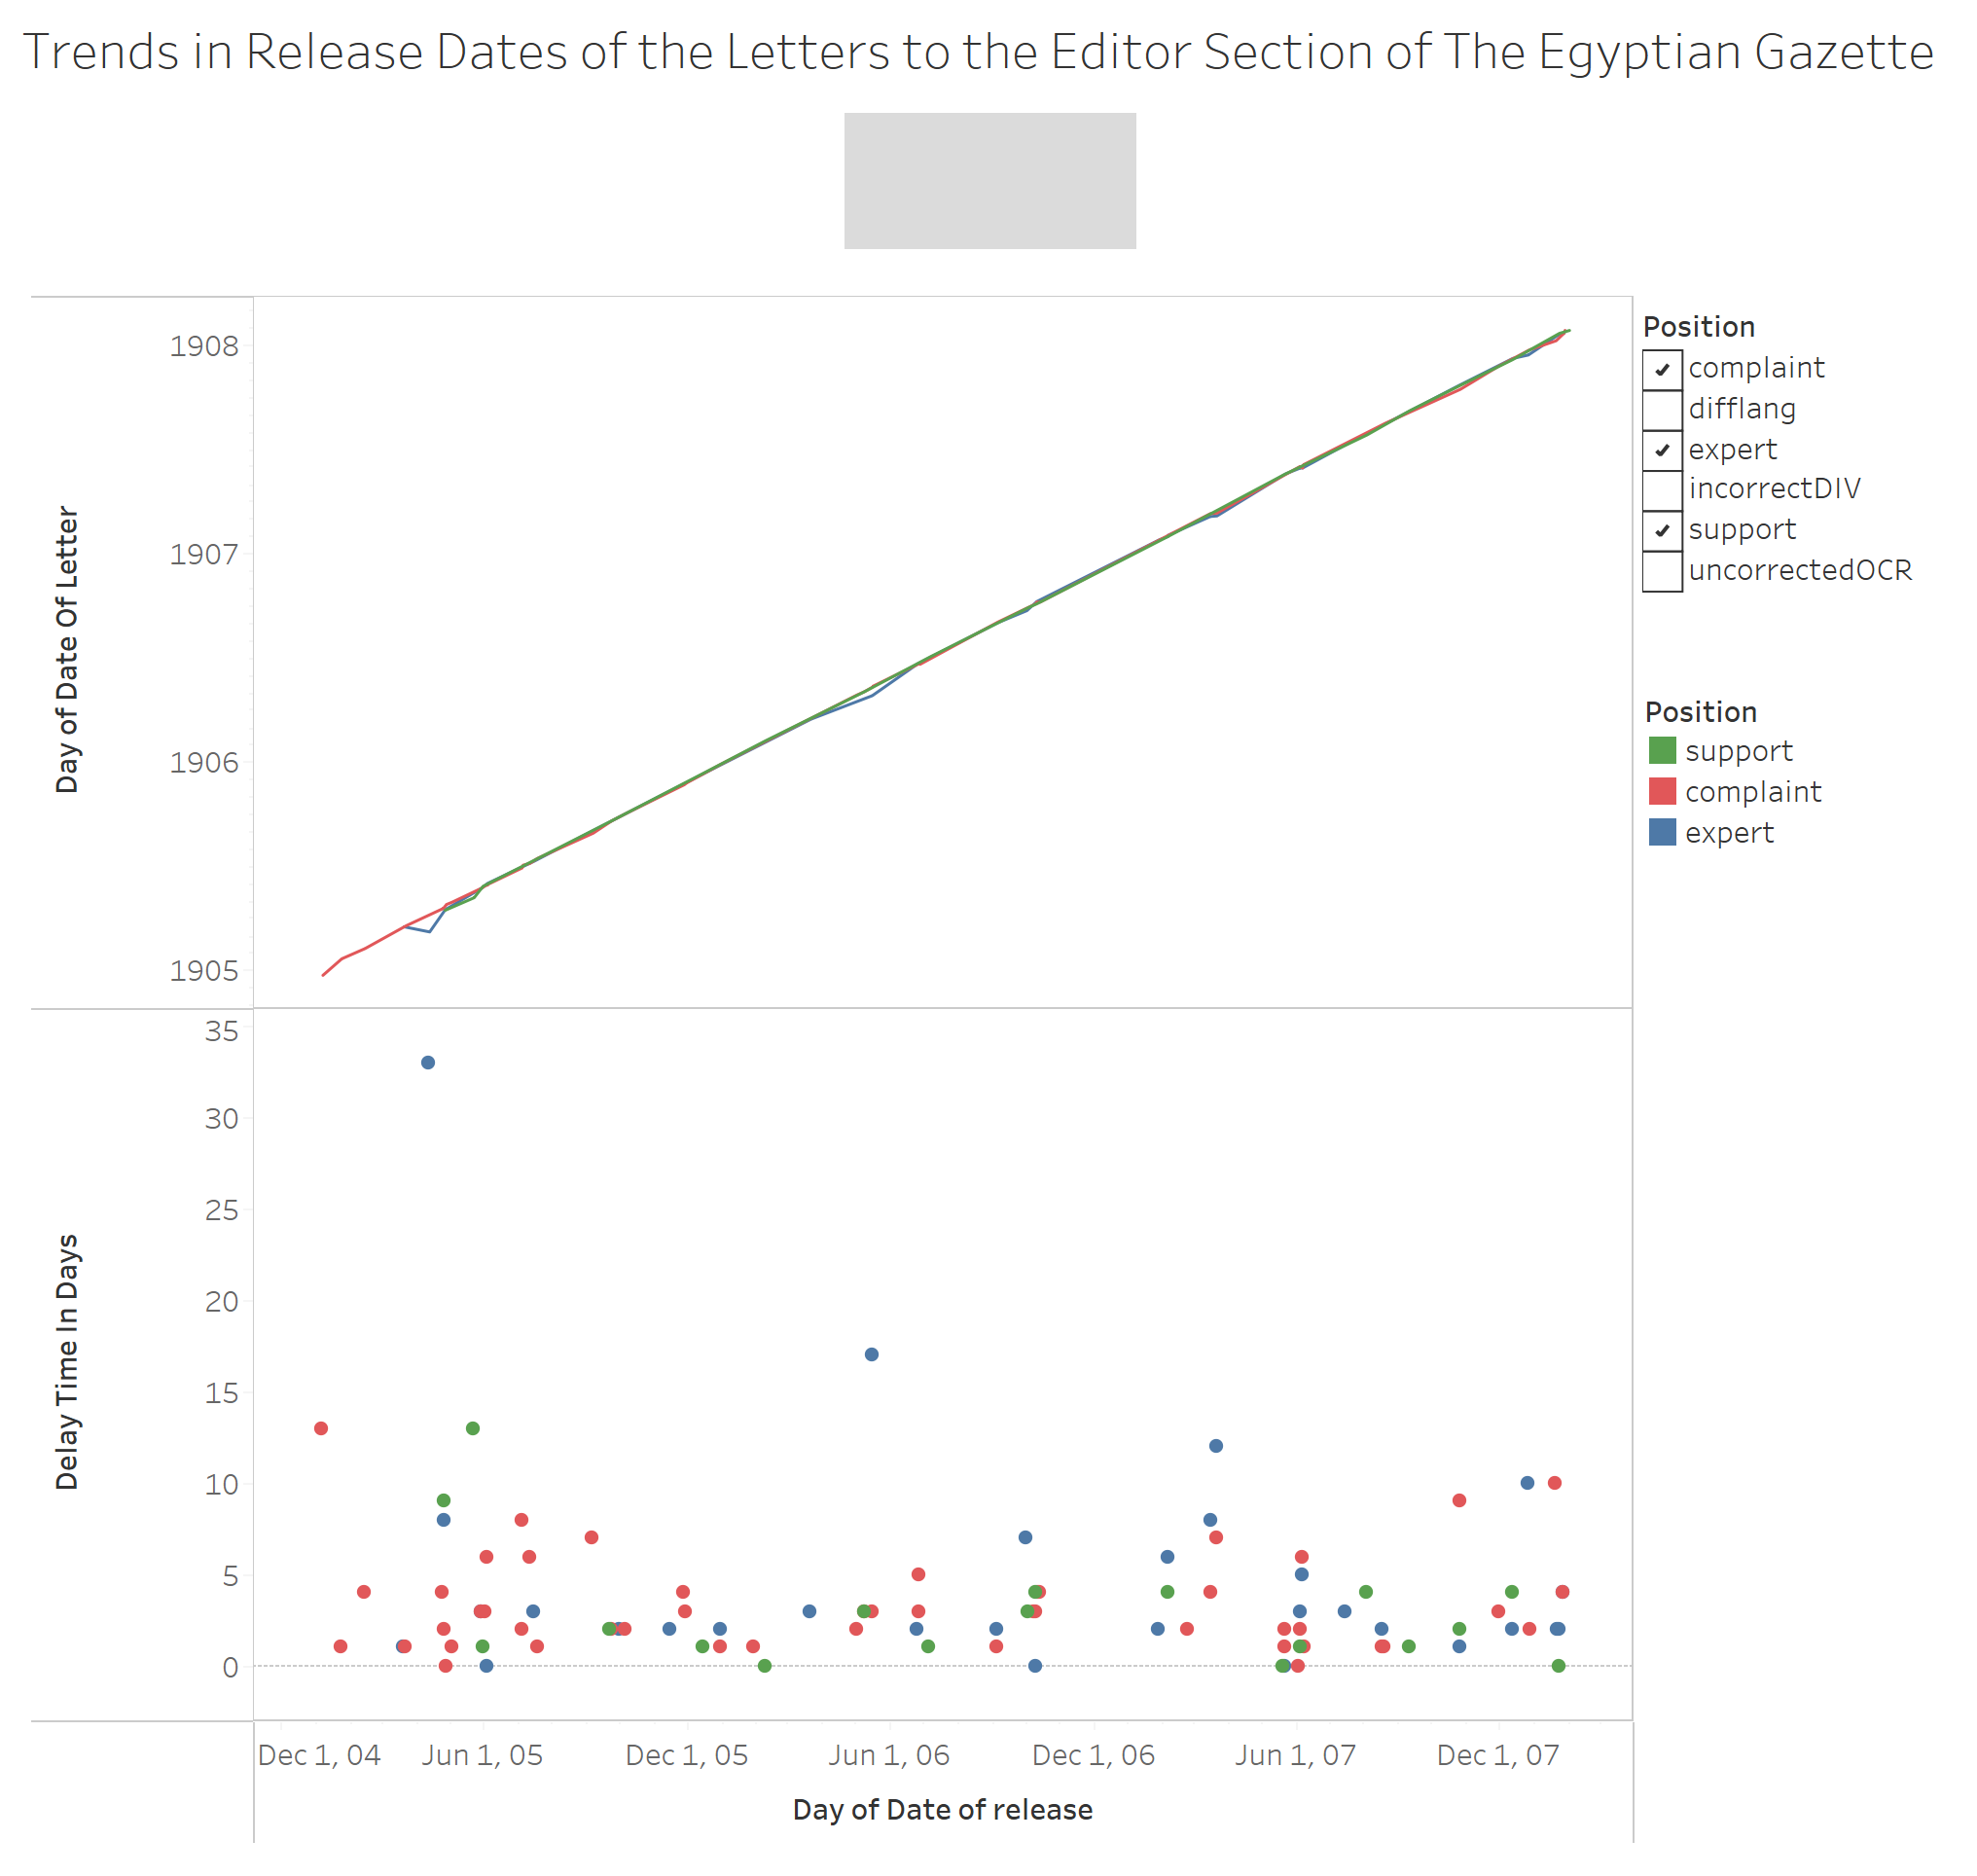 Trends in Release Dates of the Letters to the Editor Section of The Egyptian Gazette
Day of Date Of Letter
1908
1907
1906
1905
Position
complaint
difflang
expert
incorrectDIV
support
uncorrectedOCR
Position
support
complaint
expert
Delay Time In Days
35
30
25
20
15
10
5
0
Dec 1, 04 Jun 1, 05 Dec 1, 05 Jun 1, 06 Dec 1, 06 Jun 1, 07 Dec 1, 07
Day of Date of release